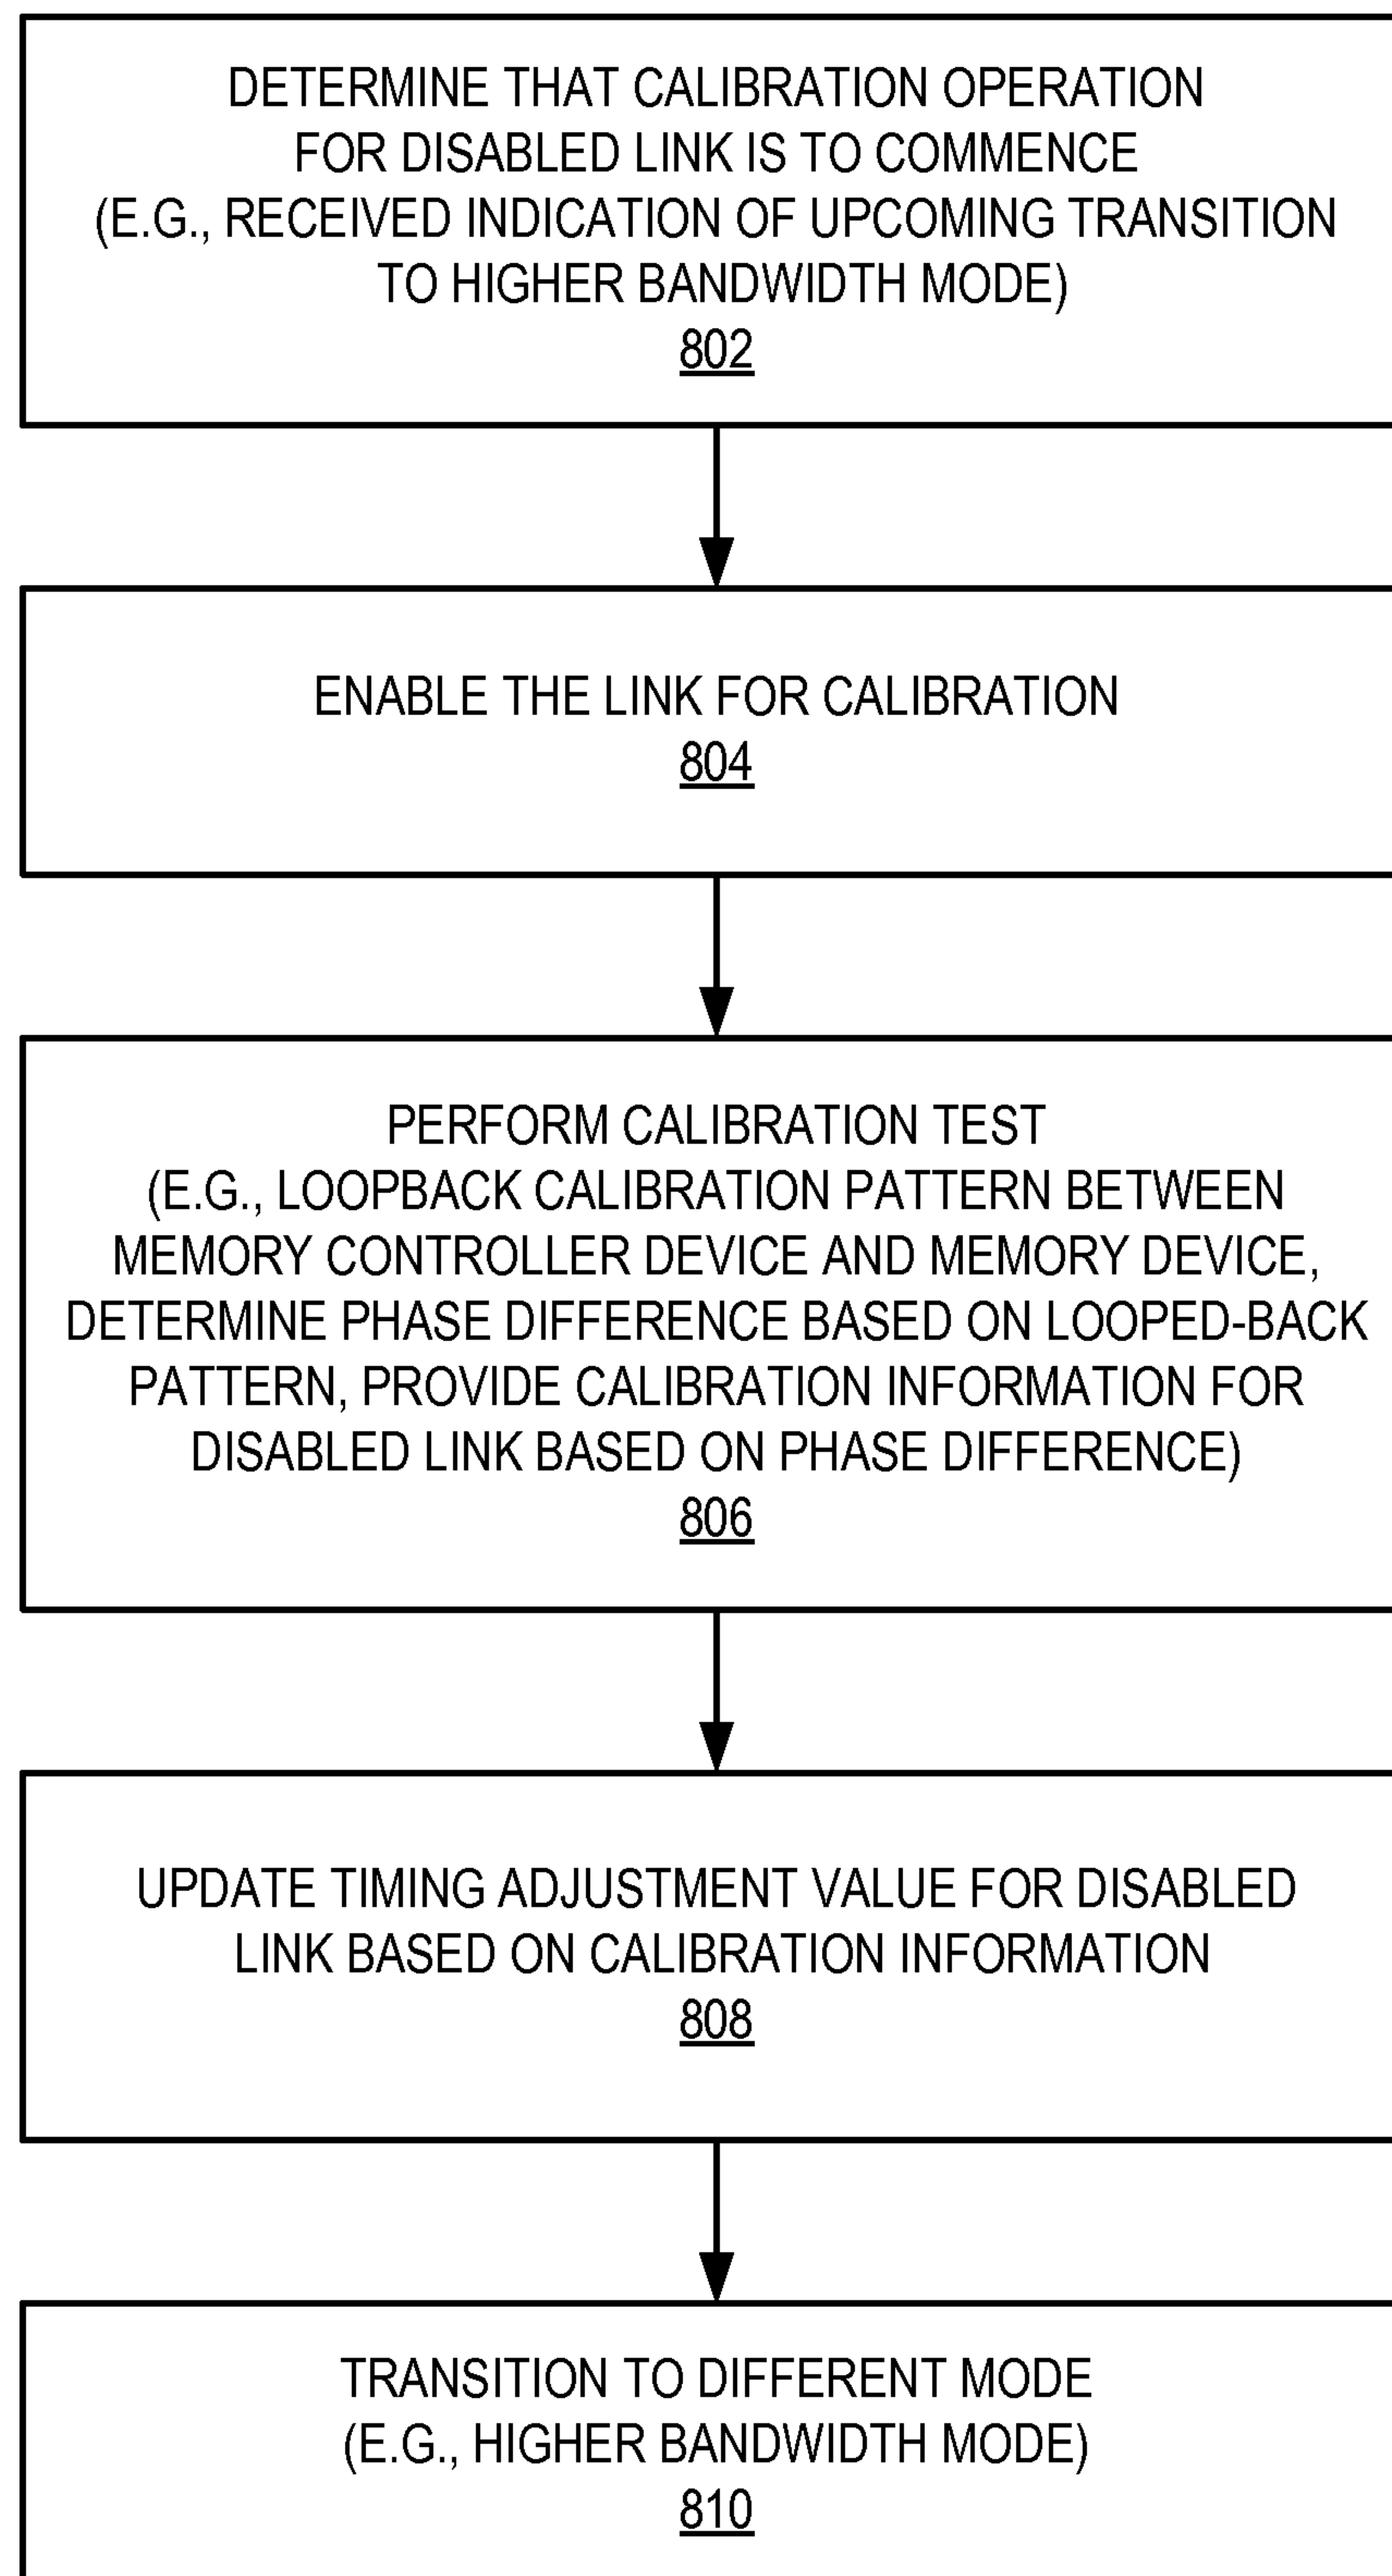 DETERMINE THAT CALIBRATION OPERATION
FOR DISABLED LINK IS TO COMMENCE
(E.G., RECEIVED INDICATION OF UPCOMING TRANSITION
TO HIGHER BANDWIDTH MODE)
802
ENABLE THE LINK FOR CALIBRATION
804
PERFORM CALIBRATION TEST
(E.G., LOOPBACK CALIBRATION PATTERN BETWEEN
MEMORY CONTROLLER DEVICE AND MEMORY DEVICE,
DETERMINE PHASE DIFFERENCE BASED ON LOOPED-BACK
PATTERN, PROVIDE CALIBRATION INFORMATION FOR
DISABLED LINK BASED ON PHASE DIFFERENCE)
806
UPDATE TIMING ADJUSTMENT VALUE FOR DISABLED
LINK BASED ON CALIBRATION INFORMATION
808
TRANSITION TO DIFFERENT MODE
(E.G., HIGHER BANDWIDTH MODE)
810